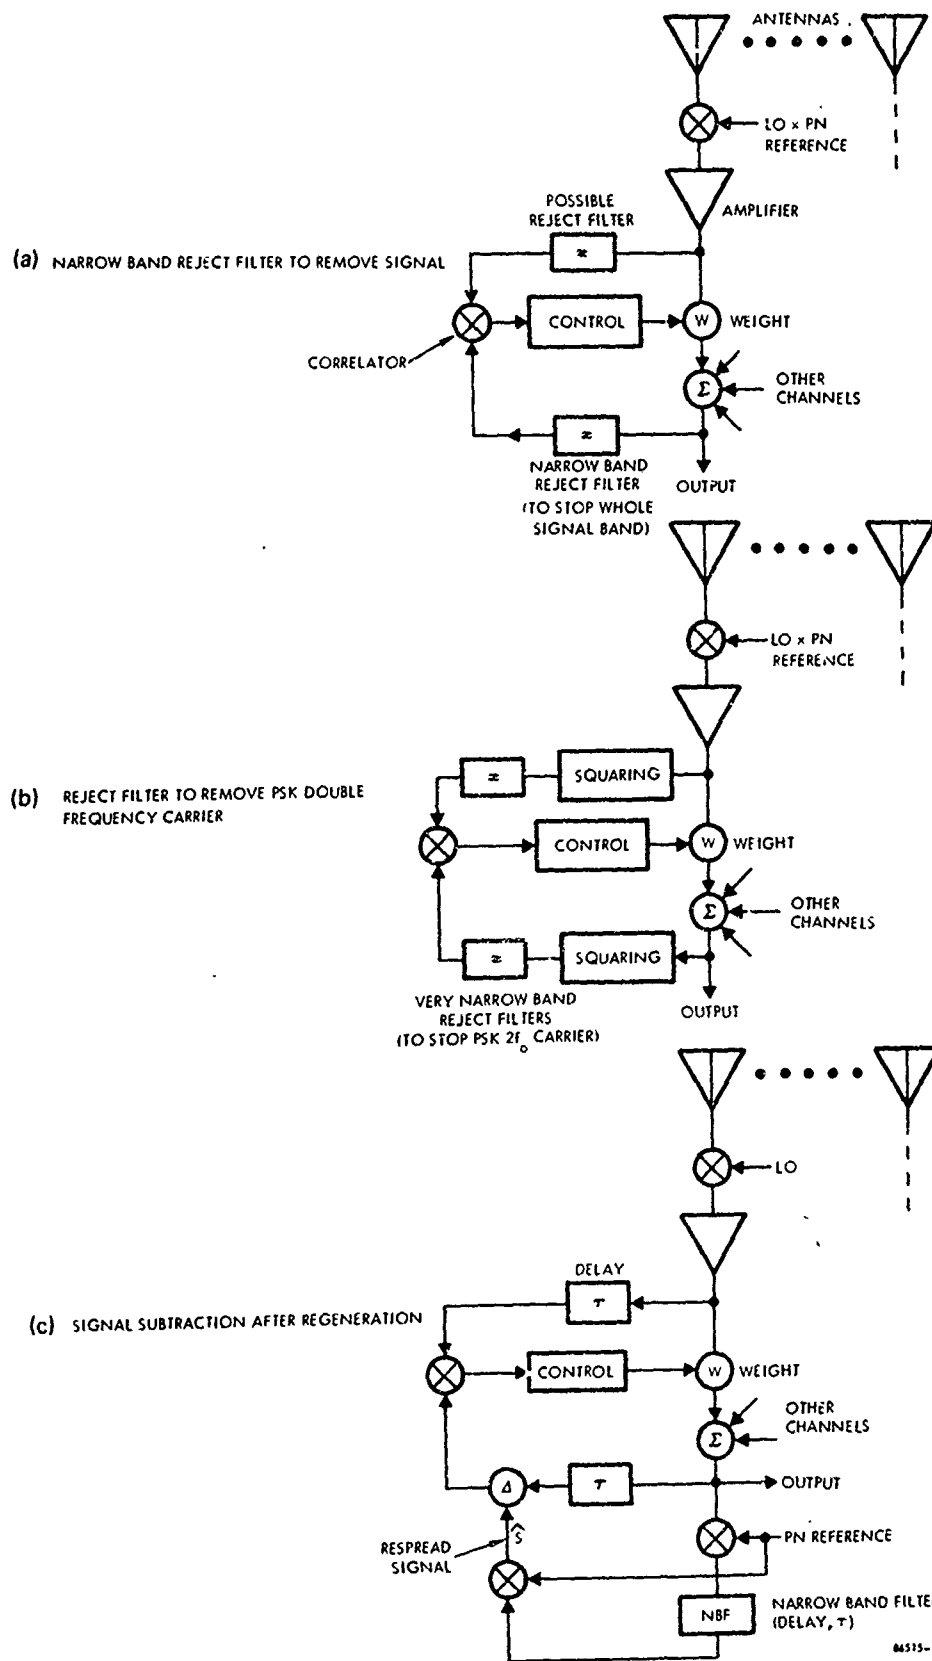 ANTENNAS
LO × PN
REFERENCE
AMPLIFIER
POSSIBLE
REJECT FILTER
(a) NARROW BAND REJECT FILTER TO REMOVE SIGNAL
CONTROL
W
WEIGHT
CORRELATOR
Σ
OTHER
CHANNELS
NARROW BAND
REJECT FILTER
(TO STOP WHOLE
SIGNAL BAND)
OUTPUT
LO × PN
REFERENCE
SQUARING
(b) REJECT FILTER TO REMOVE PSK DOUBLE
FREQUENCY CARRIER
CONTROL
W
WEIGHT
Σ
OTHER
CHANNELS
SQUARING
VERY NARROW BAND
REJECT FILTERS
(TO STOP PSK 2f₀ CARRIER)
OUTPUT
LO
DELAY
τ
(c) SIGNAL SUBTRACTION AFTER REGENERATION
CONTROL
W
WEIGHT
OTHER
CHANNELS
Σ
Δ
τ
OUTPUT
RESPREAD
SIGNAL
Ŝ
PN REFERENCE
NBF
NARROW BAND FILTE
(DELAY, τ)